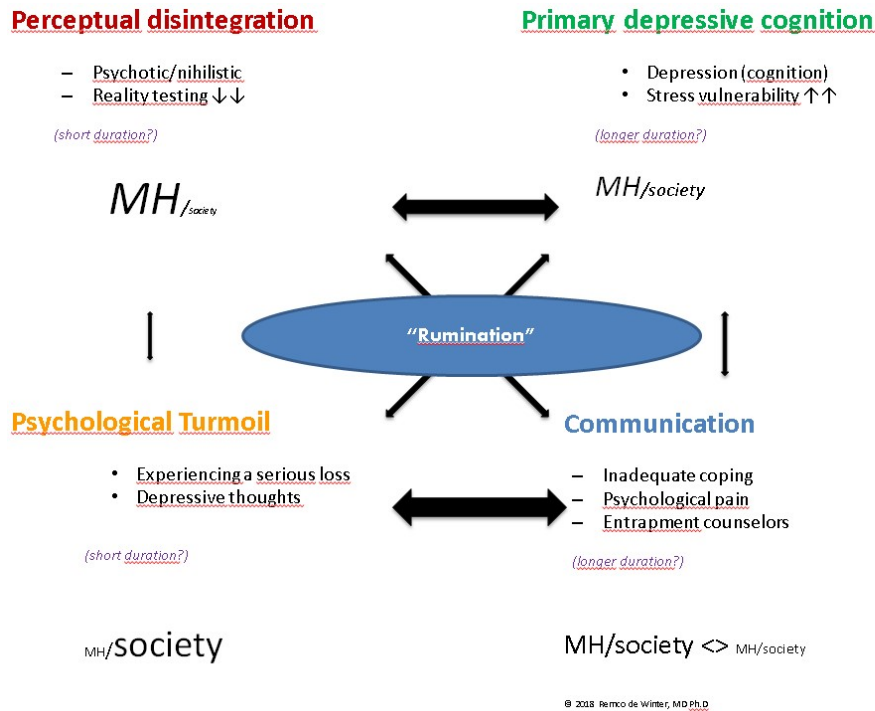 Perceptual disintegration
– Psychotic/nihilistic
– Reality testing ↓↓
(short duration?)
MH/society
Primary depressive cognition
• Depression (cognition)
• Stress vulnerability ↑↑
(longer duration?)
MH/society
“Rumination”
Psychological Turmoil
• Experiencing a serious loss
• Depressive thoughts
(short duration?)
MH/society
Communication
– Inadequate coping
– Psychological pain
– Entrapment counselors
(longer duration?)
MH/society <> MH/society
© 2018 Remco de Winter, MD Ph.D